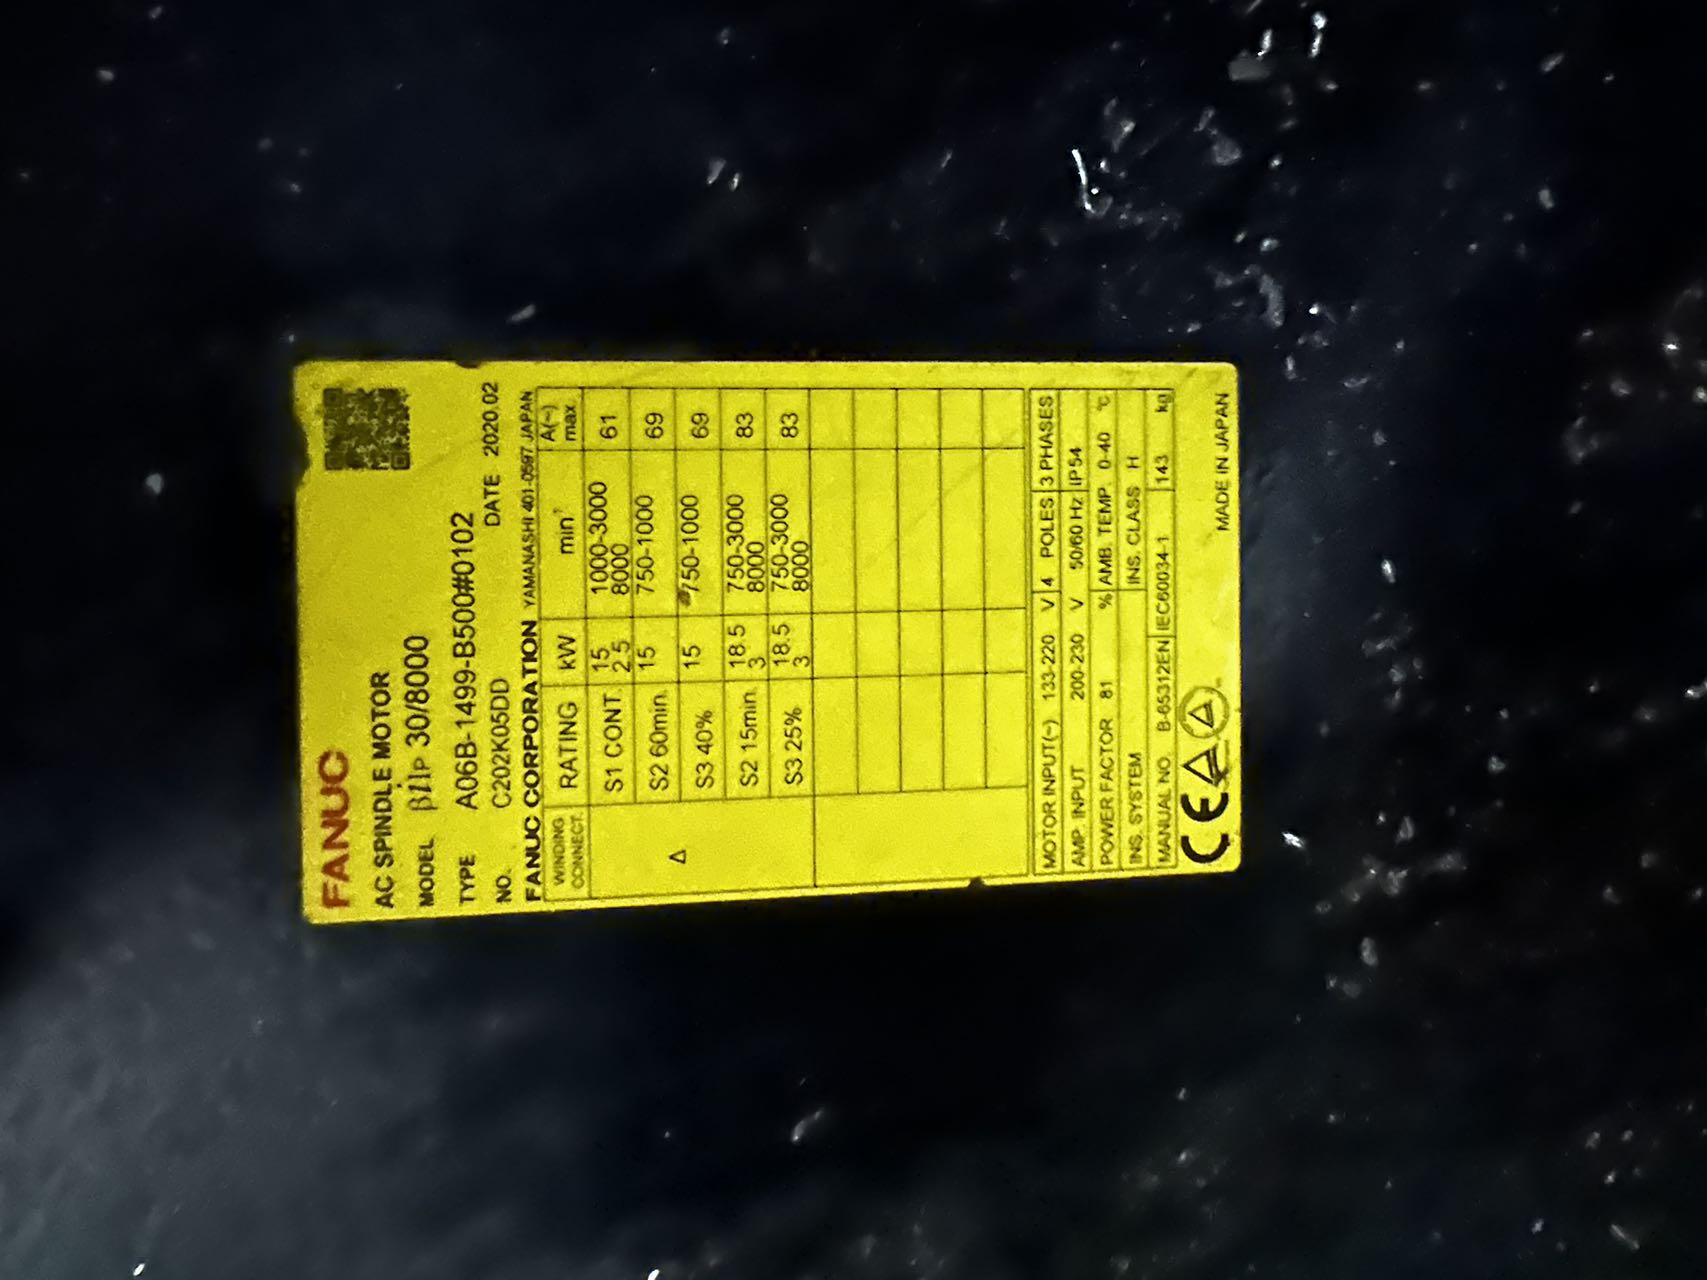 FANUC
AC SPINDLE MOTOR
MODEL βiIP 30/8000
TYPE A06B-1499-B500#0102
NO. C202K05DD DATE 2020.02
FANUC CORPORATION YAMANASHI 401-0597 JAPAN
WINDING CONNECT. RATING kW min⁻¹ A(~) max
Δ
S1 CONT. 15 1000-3000 61
2.5 8000
S2 60min. 15 750-1000 69
S3 40% 15 750-1000 69
S2 15min. 18.5 750-3000 83
3 8000
S3 25% 18.5 750-3000 83
3 8000
MOTOR INPUT(~) 133-220 V 4 POLES 3 PHASES
AMP. INPUT 200-230 V 50/60 Hz IP54
POWER FACTOR 81 % AMB. TEMP. 0-40 °C
INS. SYSTEM INS. CLASS H
MANUAL NO. B-65312EN IEC60034-1 143 kg
CE
MADE IN JAPAN